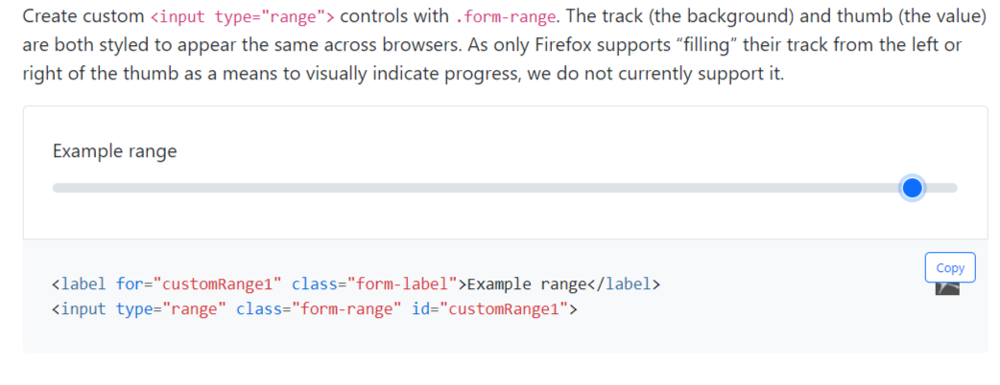 Create custom <input type="range"> controls with .form-range. The track (the background) and thumb (the value)
are both styled to appear the same across browsers. As only Firefox supports “filling” their track from the left or
right of the thumb as a means to visually indicate progress, we do not currently support it.
Example range
Copy
<label for="customRange1" class="form-label">Example range</label>
<input type="range" class="form-range" id="customRange1">